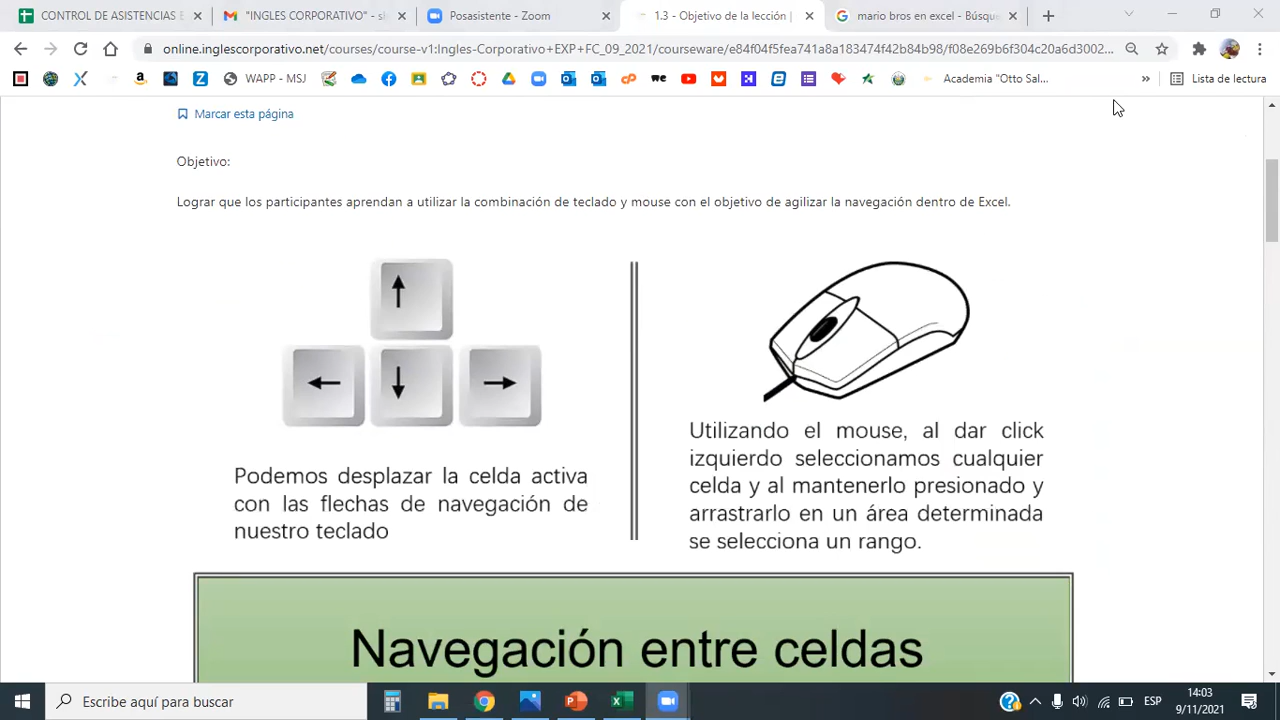 CONTROL DE ASISTENCIAS E
"INGLES CORPORATIVO" - sh
Posasistente - Zoom
1.3 - Objetivo de la lección |
mario bros en excel - Búsque
online.inglescorporativo.net/courses/course-v1:Ingles-Corporativo+EXP+FC_09_2021/courseware/e84f04f5fea741a8a183474f42b84b98/f08e269b6f304c20a6d3002...
WAPP - MSJ
Academia "Otto Sal...
»
Lista de lectura
Marcar esta página
Objetivo:
Lograr que los participantes aprendan a utilizar la combinación de teclado y mouse con el objetivo de agilizar la navegación dentro de Excel.
Podemos desplazar la celda activa
con las flechas de navegación de
nuestro teclado
Utilizando el mouse, al dar click
izquierdo seleccionamos cualquier
celda y al mantenerlo presionado y
arrastrarlo en un área determinada
se selecciona un rango.
Navegación entre celdas
Escribe aquí para buscar
ESP
14:03
9/11/2021